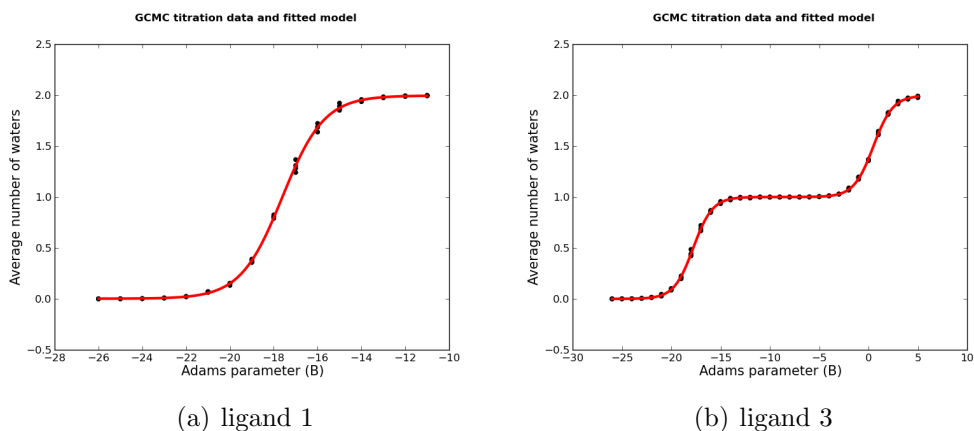 GCMC titration data and fitted model
2.5
2.0
1.5
1.0
0.5
0.0
−0.5
Average number of waters
−28 −26 −24 −22 −20 −18 −16 −14 −12 −10
Adams parameter (B)
(a) ligand 1
GCMC titration data and fitted model
2.5
2.0
1.5
1.0
0.5
0.0
−0.5
Average number of waters
−30 −25 −20 −15 −10 −5 0 5 10
Adams parameter (B)
(b) ligand 3